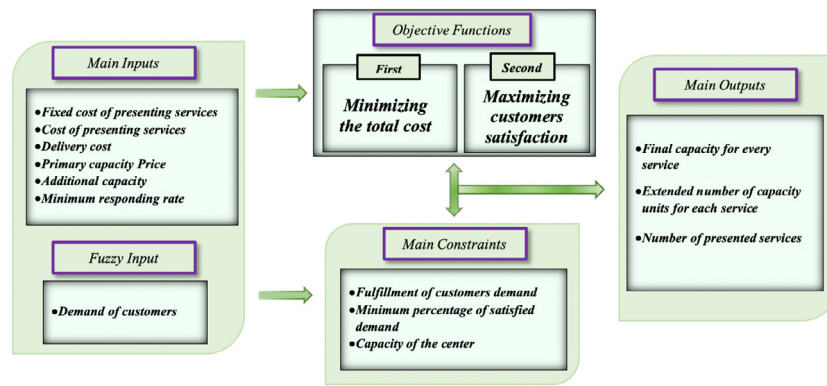 Main Inputs
●Fixed cost of presenting services
●Cost of presenting services
●Delivery cost
●Primary capacity Price
●Additional capacity
●Minimum responding rate
Fuzzy Input
●Demand of customers
Objective Functions
First
Minimizing
the total cost
Second
Maximizing
customers
satisfaction
Main Constraints
●Fulfillment of customers demand
●Minimum percentage of satisfied
demand
●Capacity of the center
Main Outputs
●Final capacity for every
service
●Extended number of capacity
units for each service
●Number of presented services